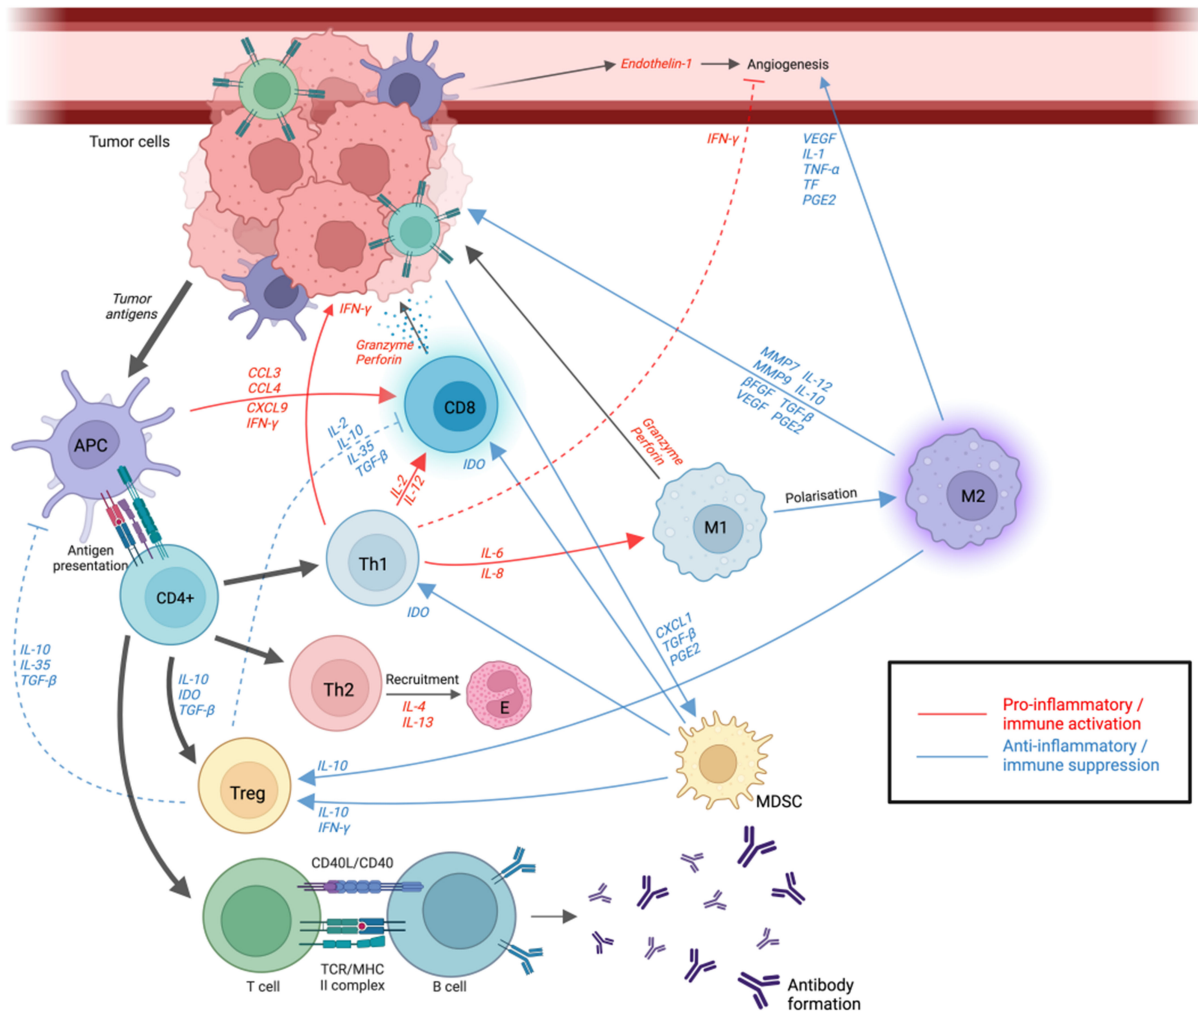 Endothelin-1
Angiogenesis
Tumor cells
IFN-γ
VEGF
IL-1
TNF-α
TF
PGE2
Tumor
antigens
IFN-γ
Granzyme
Perforin
CCL3
CCL4
CXCL9
IFN-γ
MMP7 IL-12
MMP9 IL-10
βFGF TGF-β
VEGF PGE2
APC
CD8
IL-2
IL-10
IL-35
TGF-β
IDO
Granzyme
Perforin
IL-2
IL-12
M1
Polarisation
M2
Antigen
presentation
Th1
IL-6
IL-8
CD4+
IDO
CXCL1
TGF-β
PGE2
IL-10
IL-35
TGF-β
IL-10
IDO
TGF-β
Th2
Recruitment
IL-4
IL-13
E
Pro-inflammatory /
immune activation
Anti-inflammatory /
immune suppression
Treg
IL-10
IL-10
IFN-γ
MDSC
CD40L/CD40
TCR/MHC
II complex
T cell
B cell
Antibody
formation